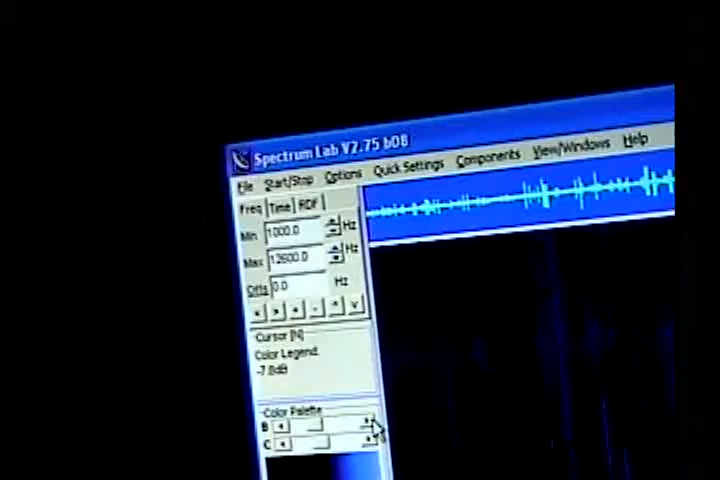 Spectrum Lab V2.75 b08
File Start/Stop Options Quick Settings Components View/Windows Help
Freq Time RDF
Min 1000.0 Hz
Max 12600.0 Hz
Offs 0.0 Hz
< > + - ^ v
Cursor [N]
Color Legend.
-7.8dB
Color Palette
B
C